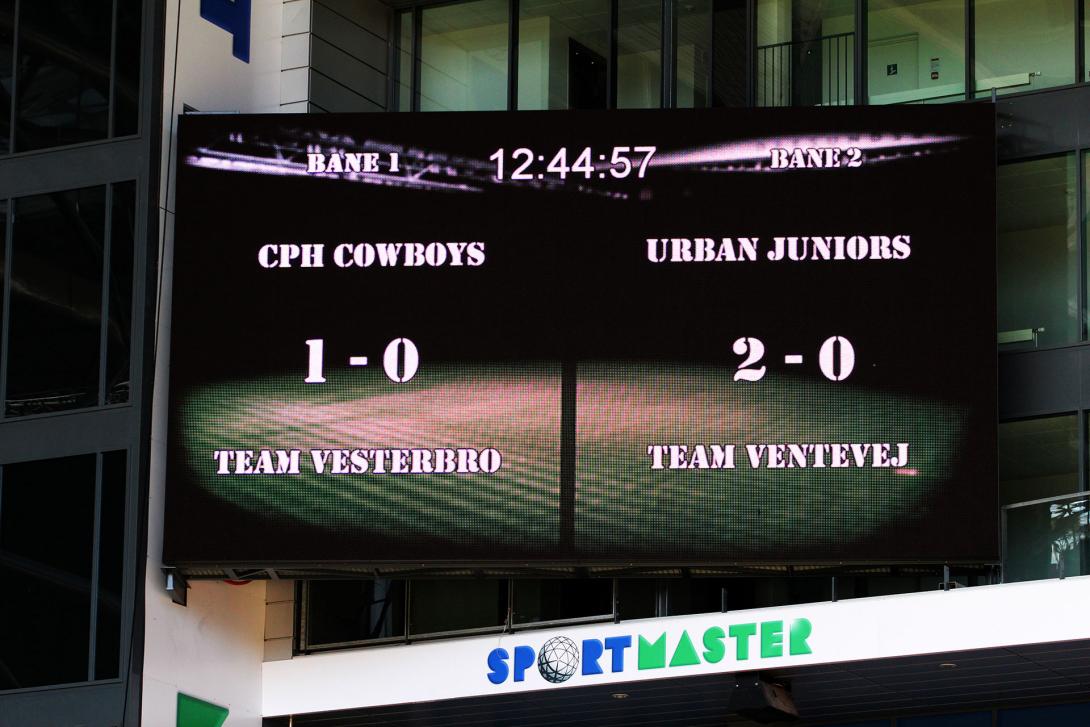 BANE 1
12:44:57
BANE 2
CPH COWBOYS
URBAN JUNIORS
1 - 0
2 - 0
TEAM VESTERBRO
TEAM VENTEVEJ
SPORTMASTER